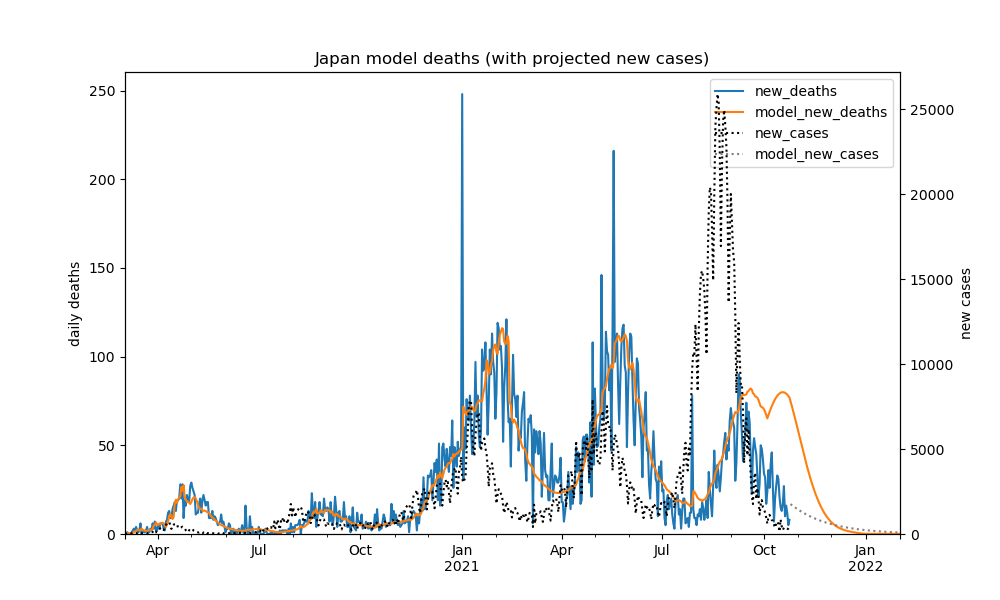 Japan model deaths (with projected new cases)
new_deaths
model_new_deaths
new_cases
model_new_cases
250
200
150
100
50
0
daily deaths
25000
20000
15000
10000
5000
0
new cases
Apr
Jul
Oct
Jan
2021
Apr
Jul
Oct
Jan
2022